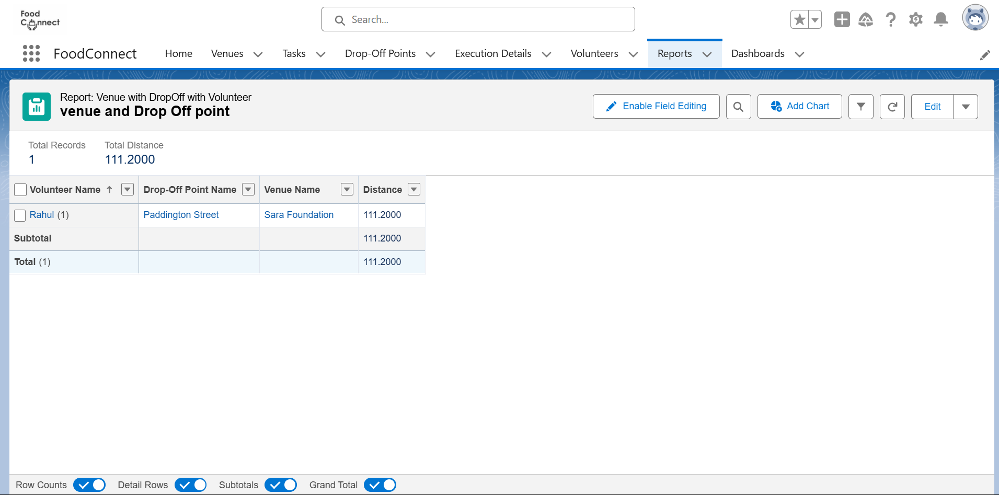 Food
Connect
Search...
FoodConnect
Home
Venues
Tasks
Drop-Off Points
Execution Details
Volunteers
Reports
Dashboards
Report: Venue with DropOff with Volunteer
venue and Drop Off point
Enable Field Editing
Add Chart
Edit
Total Records
Total Distance
1
111.2000
Volunteer Name
Drop-Off Point Name
Venue Name
Distance
Rahul (1)
Paddington Street
Sara Foundation
111.2000
Subtotal
111.2000
Total (1)
111.2000
Row Counts
Detail Rows
Subtotals
Grand Total